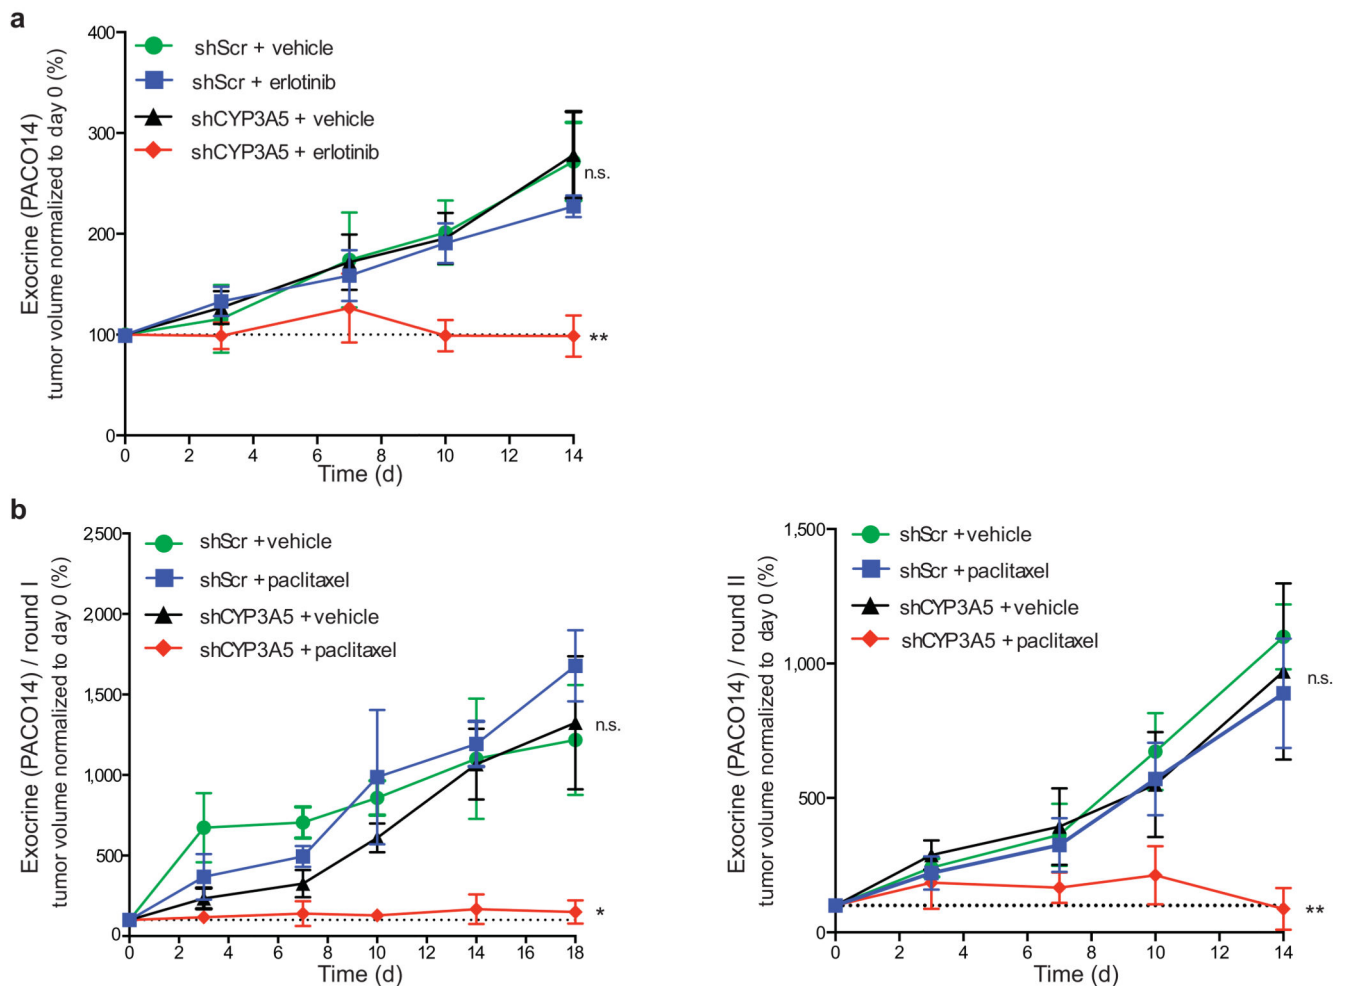 a
Exocrine (PACO14)
tumor volume normalized to day 0 (%)
400
300
200
100
0
shScr + vehicle
shScr + erlotinib
shCYP3A5 + vehicle
shCYP3A5 + erlotinib
n.s.
**
0 2 4 6 8 10 12 14
Time (d)
b
Exocrine (PACO14) / round I
tumor volume normalized to day 0 (%)
2,500
2,000
1,500
1,000
500
0
shScr +vehicle
shScr +paclitaxel
shCYP3A5 +vehicle
shCYP3A5 +paclitaxel
n.s.
*
0 2 4 6 8 10 12 14 16 18
Time (d)
Exocrine (PACO14) / round II
tumor volume normalized to day 0 (%)
1,500
1,000
500
0
shScr +vehicle
shScr +paclitaxel
shCYP3A5 +vehicle
shCYP3A5 +paclitaxel
n.s.
**
0 2 4 6 8 10 12 14
Time (d)